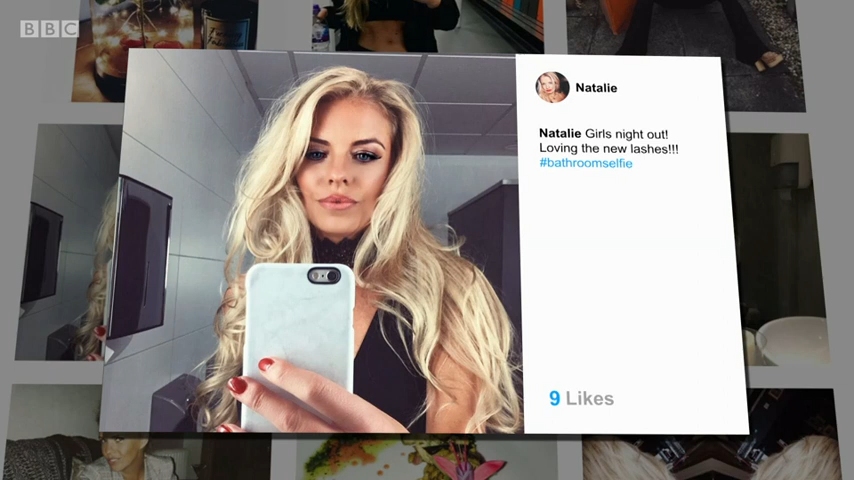 BBC
Natalie
Natalie Girls night out!
Loving the new lashes!!!
#bathroomselfie
9 Likes